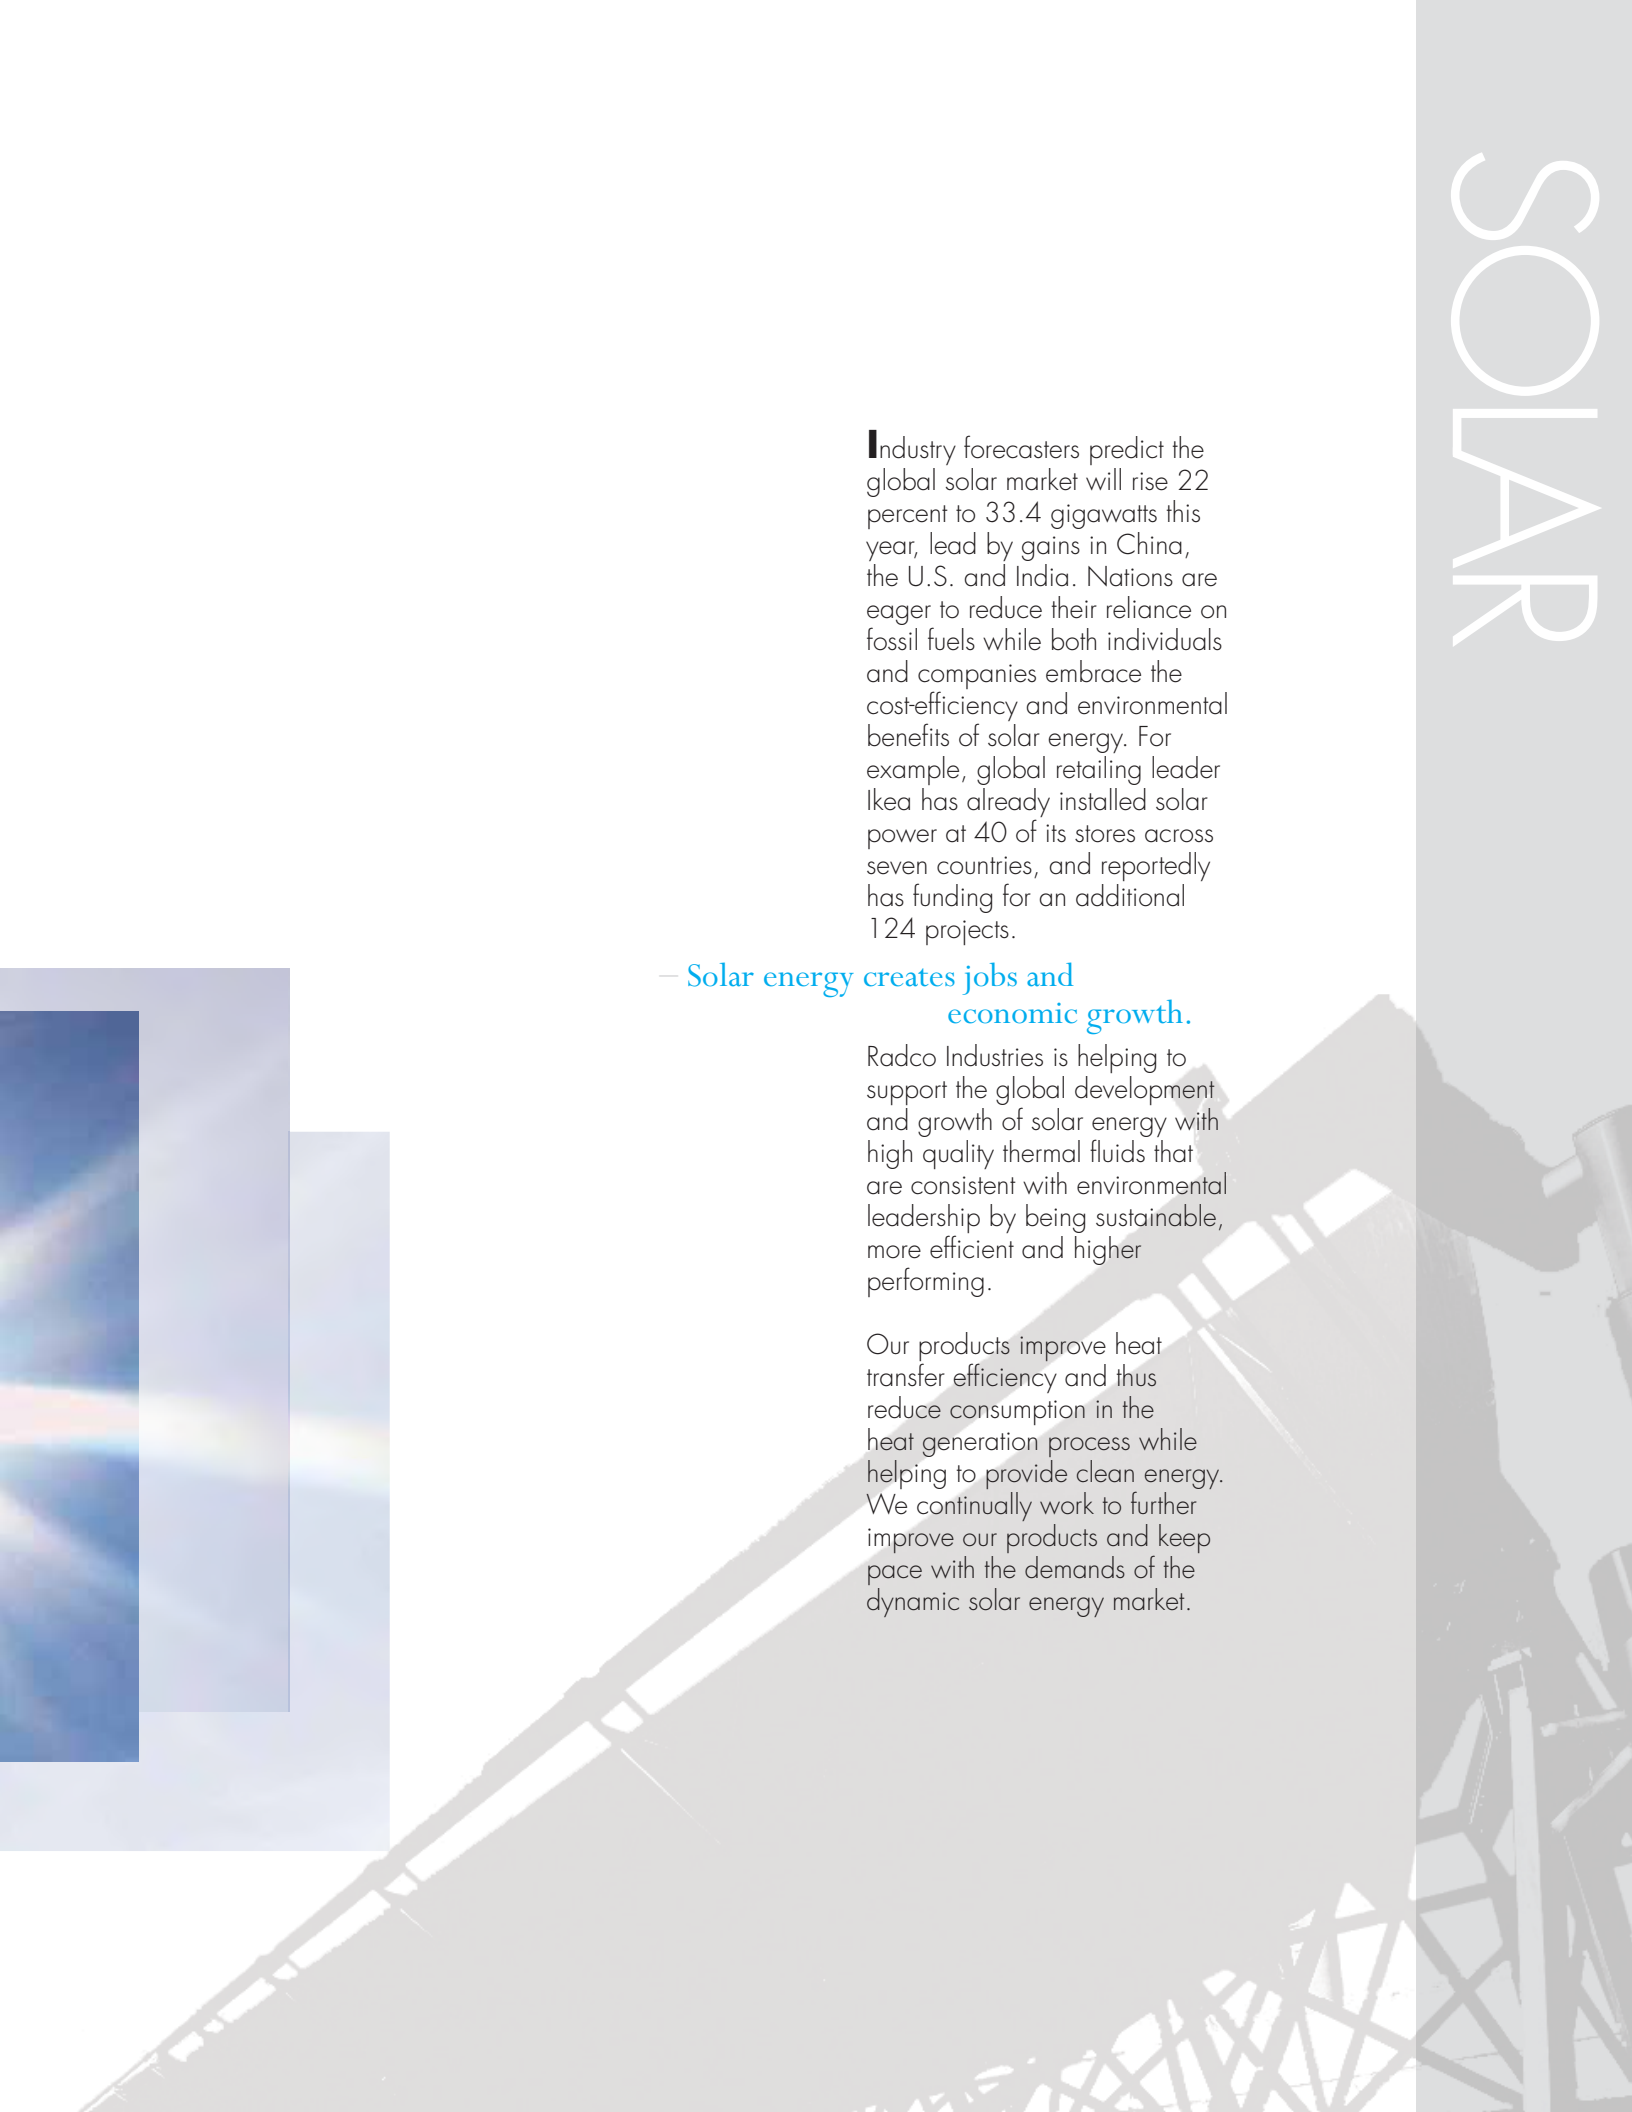 SOLAR
Industry forecasters predict the
global solar market will rise 22
percent to 33.4 gigawatts this
year, lead by gains in China,
the U.S. and India. Nations are
eager to reduce their reliance on
fossil fuels while both individuals
and companies embrace the
cost-efficiency and environmental
benefits of solar energy. For
example, global retailing leader
Ikea has already installed solar
power at 40 of its stores across
seven countries, and reportedly
has funding for an additional
124 projects.
– Solar energy creates jobs and
economic growth.
Radco Industries is helping to
support the global development
and growth of solar energy with
high quality thermal fluids that
are consistent with environmental
leadership by being sustainable,
more efficient and higher
performing.
Our products improve heat
transfer efficiency and thus
reduce consumption in the
heat generation process while
helping to provide clean energy.
We continually work to further
improve our products and keep
pace with the demands of the
dynamic solar energy market.